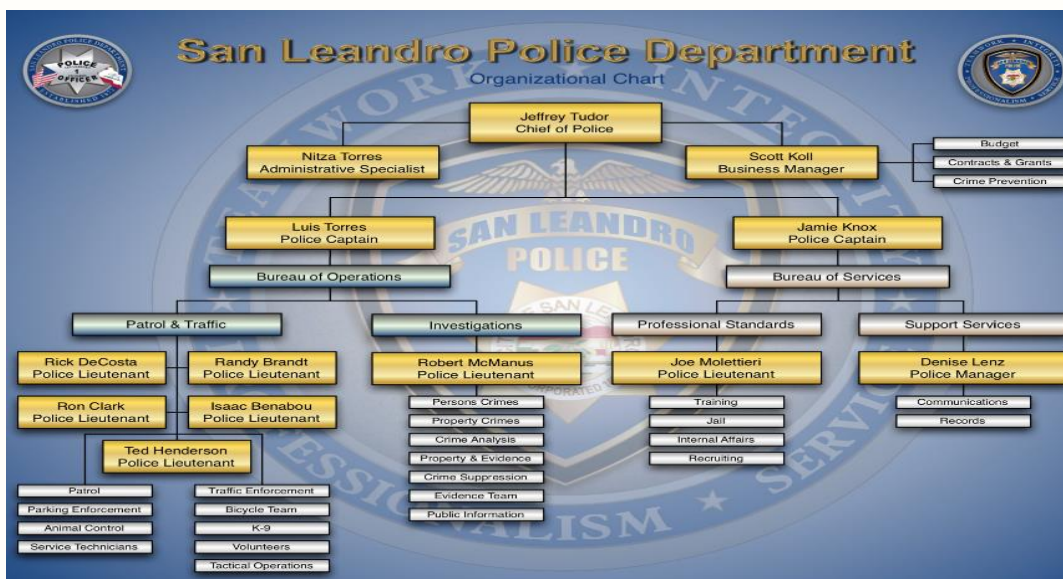 San Leandro Police Department
Organizational Chart
POLICE
OFFICER
Jeffrey Tudor
Chief of Police
Nitza Torres
Administrative Specialist
Scott Koll
Business Manager
Budget
Contracts & Grants
Crime Prevention
Luis Torres
Police Captain
Jamie Knox
Police Captain
SAN LEANDRO
POLICE
Bureau of Operations
Bureau of Services
Patrol & Traffic
Investigations
Professional Standards
Support Services
Rick DeCosta
Police Lieutenant
Randy Brandt
Police Lieutenant
Robert McManus
Police Lieutenant
Joe Molettieri
Police Lieutenant
Denise Lenz
Police Manager
Ron Clark
Police Lieutenant
Isaac Benabou
Police Lieutenant
Ted Henderson
Police Lieutenant
Patrol
Parking Enforcement
Animal Control
Service Technicians
Traffic Enforcement
Bicycle Team
K-9
Volunteers
Tactical Operations
Persons Crimes
Property Crimes
Crime Analysis
Property & Evidence
Crime Suppression
Evidence Team
Public Information
Training
Jail
Internal Affairs
Recruiting
Communications
Records